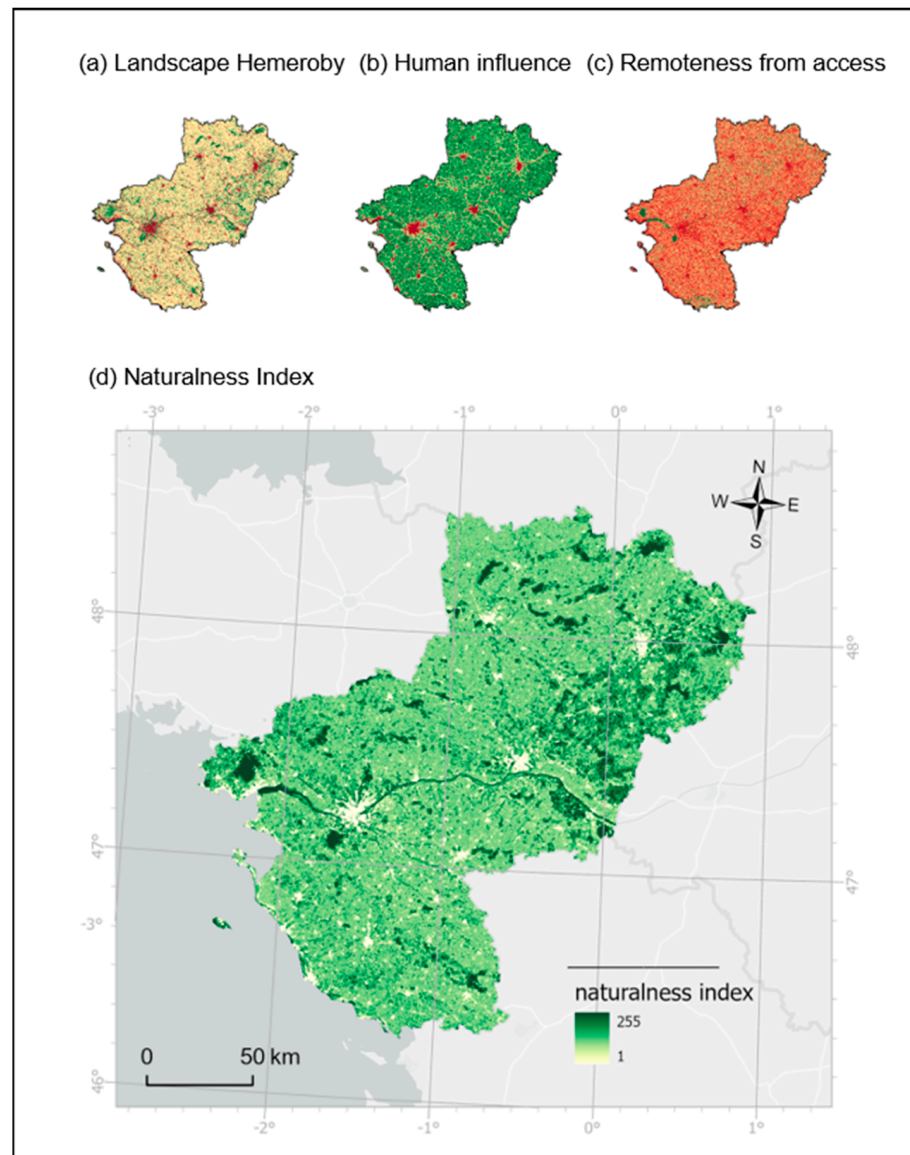 (a) Landscape Hemeroby (b) Human influence (c) Remoteness from access
(d) Naturalness Index
-3° -2° -1° 0° 1°
N
W E
S
48° 48°
47° 47°
-3°
naturalness index
255
1
0 50 km
46°
-2° -1° 0° 1°